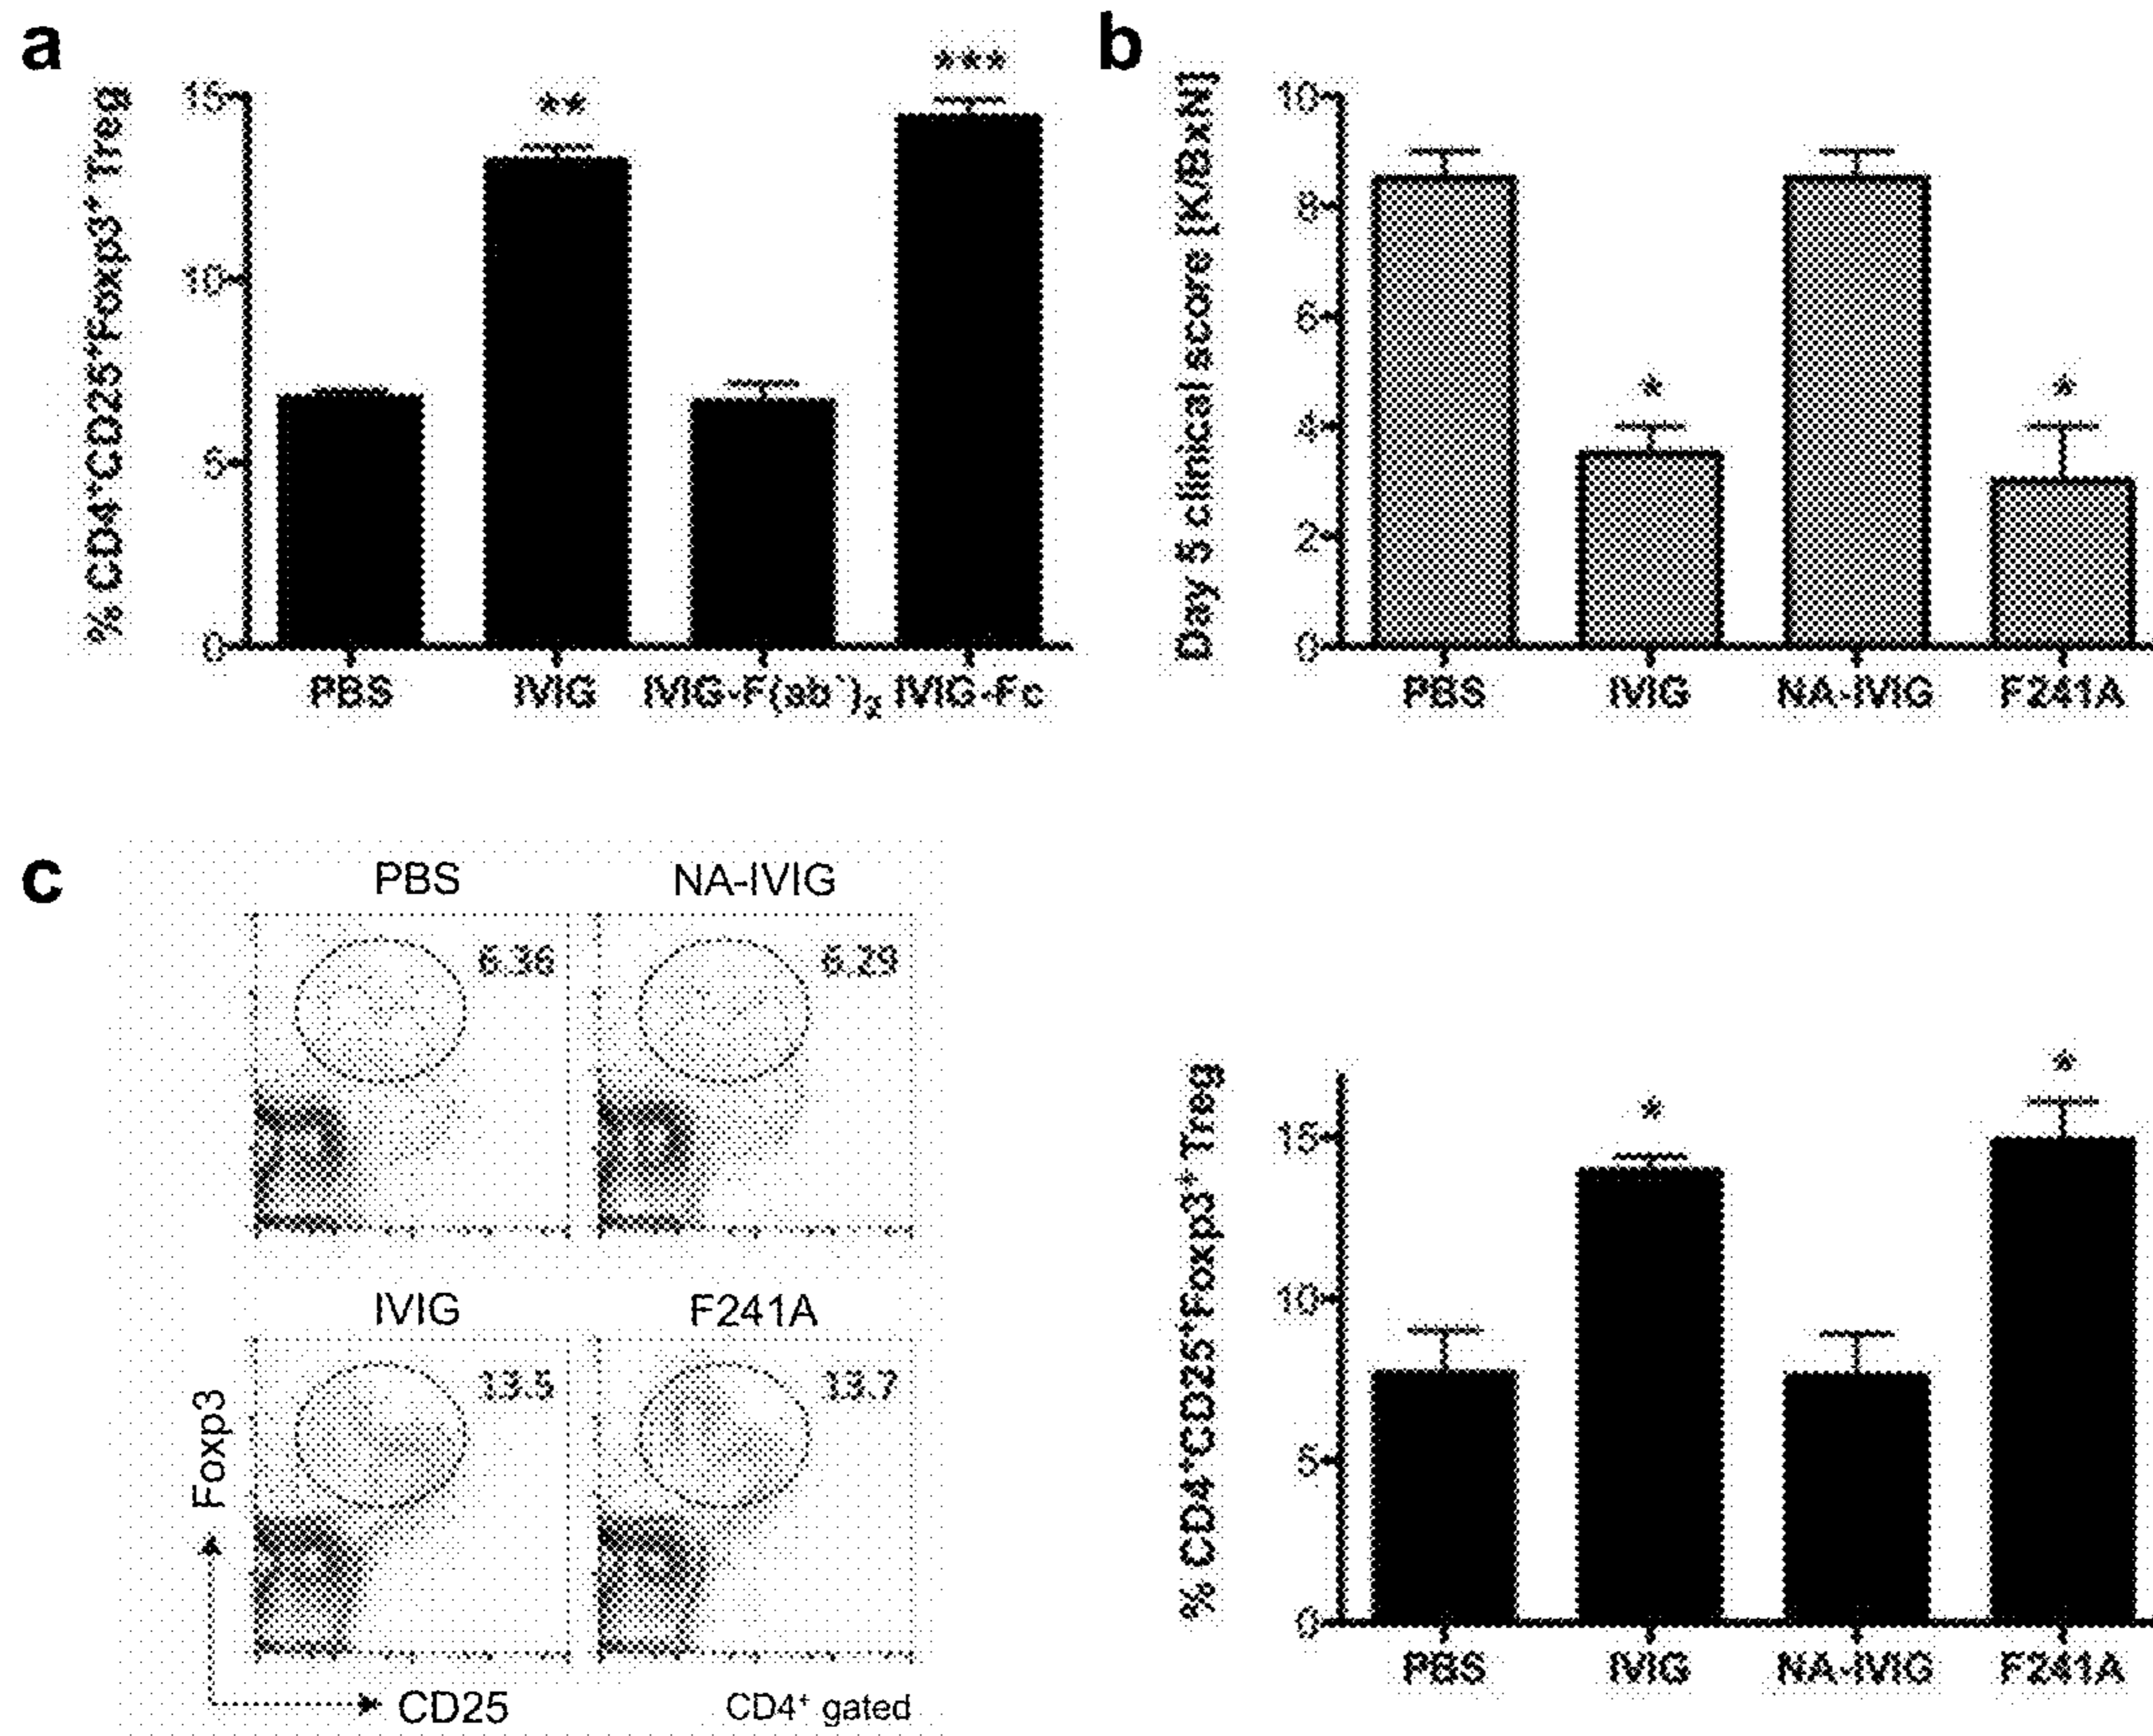 a
% CD4⁺CD25⁺Foxp3⁺ Treg
15
10
5
0
**
***
PBS IVIG IVIG-F(ab`)₂ IVIG-Fc
b
Day 5 clinical score [K/BxN]
10
8
6
4
2
0
*
*
PBS IVIG NA-IVIG F241A
c
PBS NA-IVIG
6.36 6.29
IVIG F241A
13.5 13.7
Foxp3
CD25
CD4⁺ gated
% CD4⁺CD25⁺Foxp3⁺ Treg
15
10
5
0
*
*
PBS IVIG NA-IVIG F241A